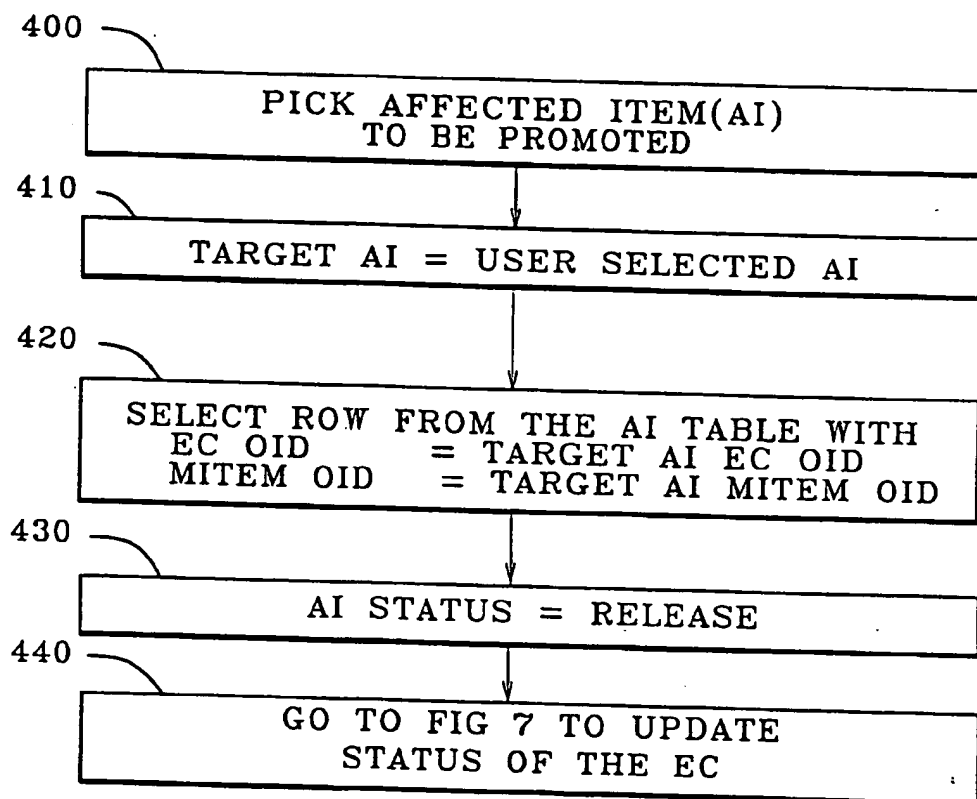 400
PICK AFFECTED ITEM(AI)
TO BE PROMOTED
410
TARGET AI = USER SELECTED AI
420
SELECT ROW FROM THE AI TABLE WITH
EC OID = TARGET AI EC OID
MITEM OID = TARGET AI MITEM OID
430
AI STATUS = RELEASE
440
GO TO FIG 7 TO UPDATE
STATUS OF THE EC